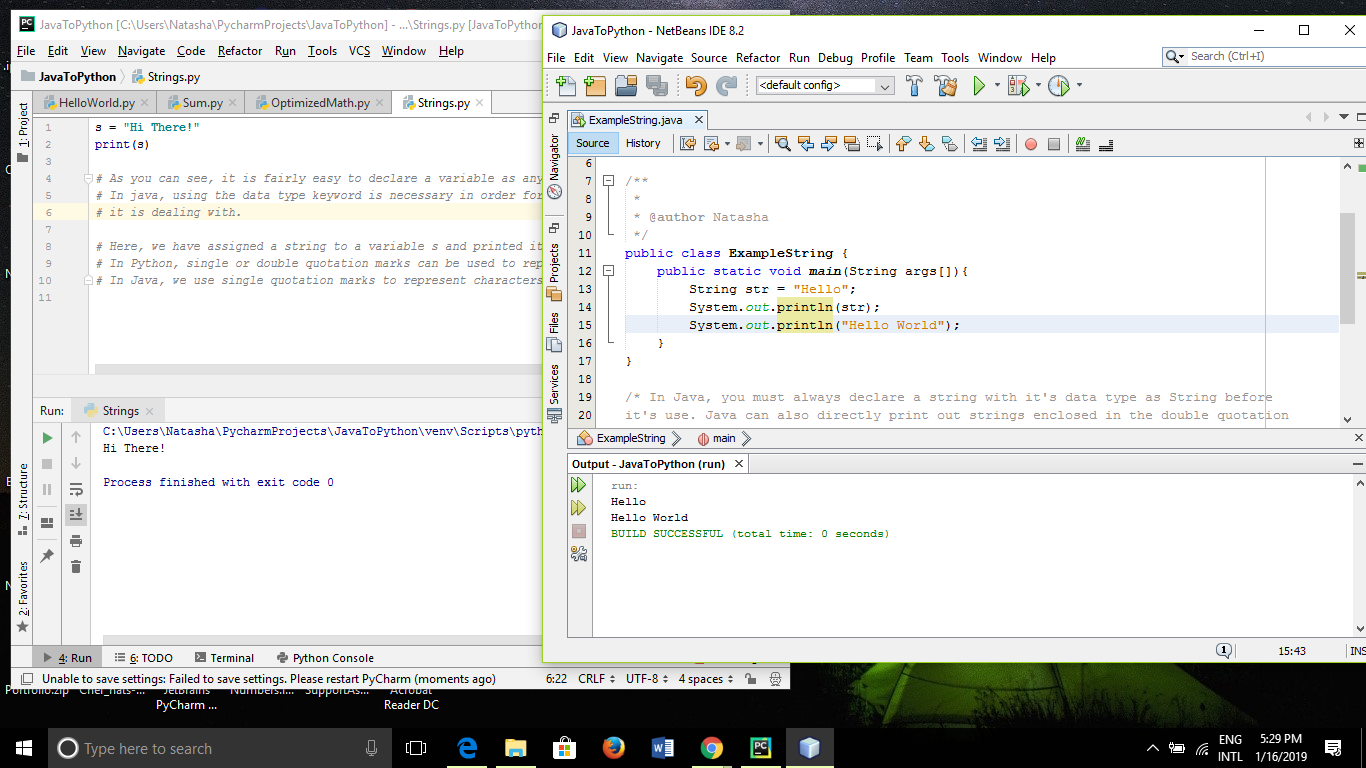 JavaToPython [C:\Users\Natasha\PycharmProjects\JavaToPython] - ...\Strings.py [JavaToPython
File Edit View Navigate Code Refactor Run Tools VCS Window Help
JavaToPython Strings.py
HelloWorld.py Sum.py OptimizedMath.py Strings.py
1: Project
1 s = "Hi There!"
2 print(s)
3
4 # As you can see, it is fairly easy to declare a variable as any
5 # In java, using the data type keyword is necessary in order for
6 # it is dealing with.
7
8 # Here, we have assigned a string to a variable s and printed it
9 # In Python, single or double quotation marks can be used to rep
10 # In Java, we use single quotation marks to represent characters
11
Run: Strings
C:\Users\Natasha\PycharmProjects\JavaToPython\venv\Scripts\pyth
Hi There!
Process finished with exit code 0
7: Structure
2: Favorites
4: Run 6: TODO Terminal Python Console
Unable to save settings: Failed to save settings. Please restart PyCharm (moments ago) 6:22 CRLF UTF-8 4 spaces
JavaToPython - NetBeans IDE 8.2
File Edit View Navigate Source Refactor Run Debug Profile Team Tools Window Help
Search (Ctrl+I)
<default config>
ExampleString.java
Source History
Navigator
Projects
Files
Services
6
7 /**
8 *
9 * @author Natasha
10 */
11 public class ExampleString {
12 public static void main(String args[]){
13 String str = "Hello";
14 System.out.println(str);
15 System.out.println("Hello World");
16 }
17 }
18
19 /* In Java, you must always declare a string with it's data type as String before
20 it's use. Java can also directly print out strings enclosed in the double quotation
ExampleString main
Output - JavaToPython (run)
run:
Hello
Hello World
BUILD SUCCESSFUL (total time: 0 seconds)
1 15:43 INS
Portfolio.zip Chef_hats-... Jetbrains Numbers.i... SupportAs... Acrobat
PyCharm ... Reader DC
Type here to search
ENG 5:29 PM
INTL 1/16/2019